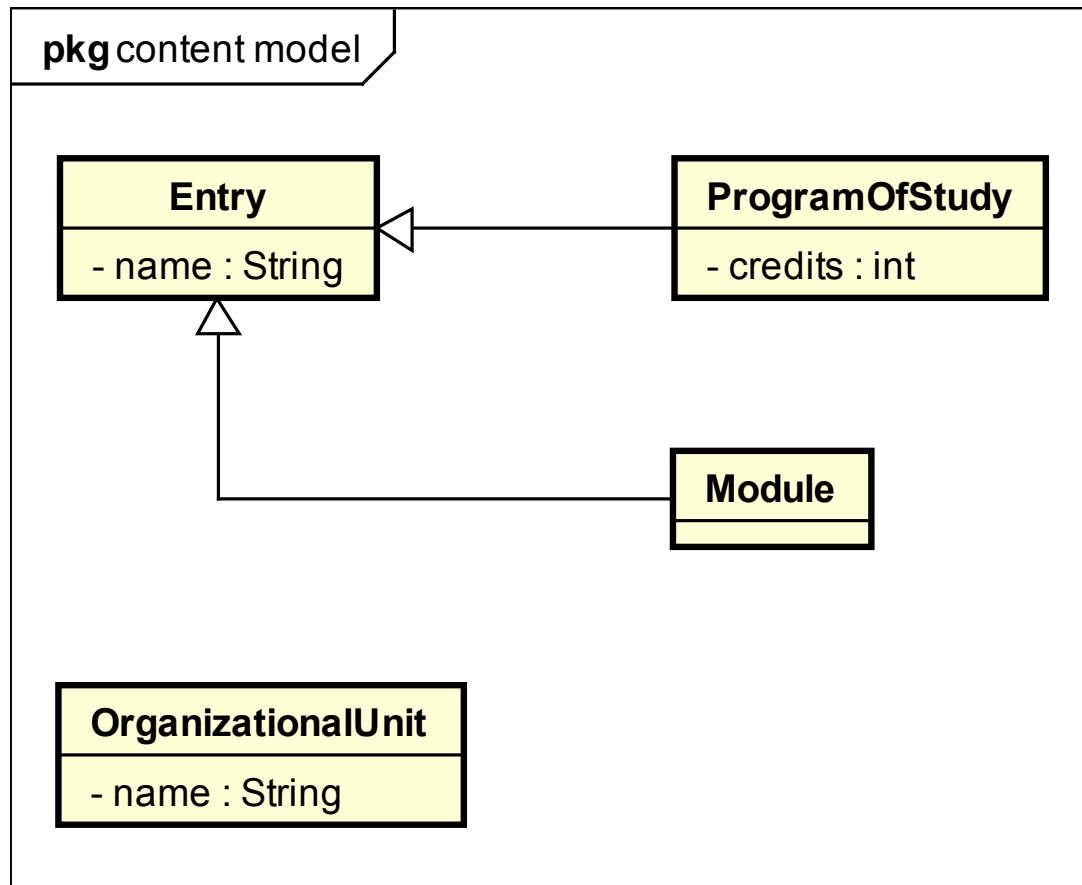 pkg content model
Entry
- name : String
ProgramOfStudy
- credits : int
Module
OrganizationalUnit
- name : String